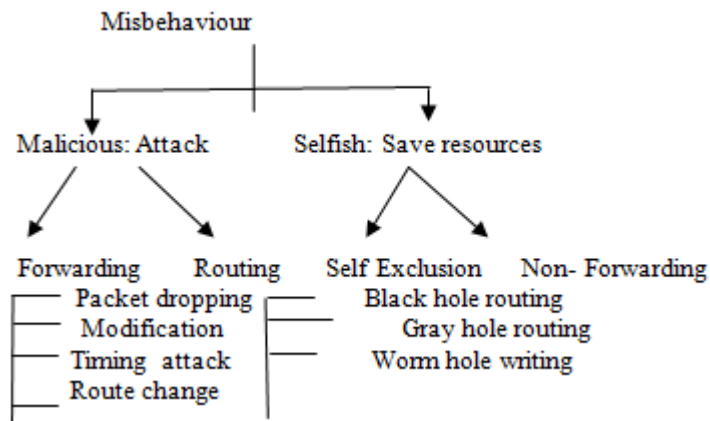 Misbehaviour
Malicious: Attack
Selfish: Save resources
Forwarding
Routing
Self Exclusion
Non- Forwarding
Packet dropping
Modification
Timing attack
Route change
Black hole routing
Gray hole routing
Worm hole writing